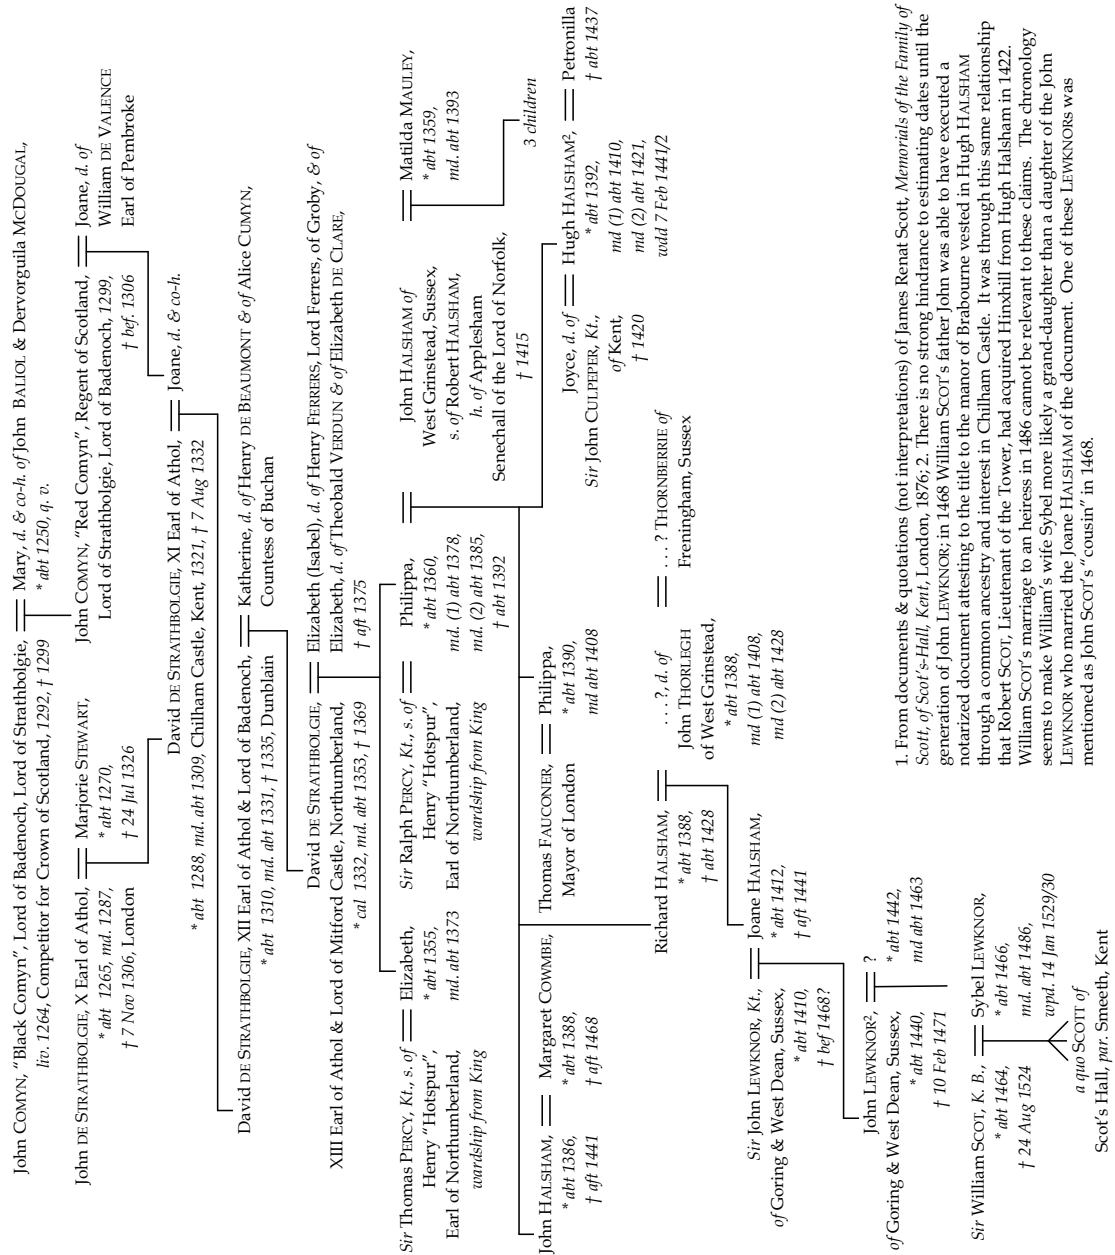 John COMYN, “Black Comyn”, Lord of Badenoch, Lord of Strathbolgie,
liv. 1264, Competitor for Crown of Scotland, 1292, † 1299
Mary, d. & co-h. of John BALIOL & Dervorguila MCDOUGAL,
* abt 1250, q. v.
John DE STRATHBOLGIE, X Earl of Athol,
* abt 1265, md. 1287,
† 7 Nov 1306, London
Marjorie STEWART,
* abt 1270,
† 24 Jul 1326
John COMYN, “Red Comyn”, Regent of Scotland,
Lord of Strathbolgie, Lord of Badenoch, 1299,
† bef. 1306
Joane, d. of
William DE VALENCE
Earl of Pembroke
David DE STRATHBOLGIE, XI Earl of Athol,
* abt 1288, md. abt 1309, Chilham Castle, Kent, 1321, † 7 Aug 1332
Joane, d. & co-h.
David DE STRATHBOLGIE, XII Earl of Athol & Lord of Badenoch,
* abt 1310, md. abt 1331, † 1335, Dunblain
Katherine, d. of Henry DE BEAUMONT & of Alice CUMYN,
Countess of Buchan
David DE STRATHBOLGIE,
XIII Earl of Athol & Lord of Mitford Castle, Northumberland,
* cal 1332, md. abt 1353, † 1369
Elizabeth (Isabel), d. of Henry FERRERS, Lord Ferrers, of Groby, & of
Elizabeth, d. of Theobald VERDUN & of Elizabeth DE CLARE,
† aft 1375
Sir Thomas PERCY, Kt., s. of
Henry “Hotspur”,
Earl of Northumberland,
wardship from King
Elizabeth,
* abt 1355,
md. abt 1373
Sir Ralph PERCY, Kt., s. of
Henry “Hotspur”,
Earl of Northumberland,
wardship from King
Philippa,
* abt 1360,
md. (1) abt 1378,
md. (2) abt 1385,
† abt 1392
John HALSHAM of
West Grinstead, Sussex,
s. of Robert HALSHAM,
h. of Applesham
Senechall of the Lord of Norfolk,
† 1415
Matilda MAULEY,
* abt 1359,
md. abt 1393
3 children
John HALSHAM,
* abt 1386,
† aft 1441
Margaret COWMBE,
* abt 1388,
† aft 1468
Thomas FAUCONER,
Mayor of London
Philippa,
* abt 1390,
md abt 1408
Joyce, d. of
Sir John CULPEPER, Kt.,
of Kent,
† 1420
Hugh HALSHAM²,
* abt 1392,
md (1) abt 1410,
md (2) abt 1421,
wdd 7 Feb 1441/2
Petronilla
† abt 1437
Richard HALSHAM,
* abt 1388,
† abt 1428
. . . ?, d. of
John THORLEGH
of West Grinstead,
* abt 1388,
md (1) abt 1408,
md (2) abt 1428
. . . ? THORNBERRIE of
Freningham, Sussex
Sir John LEWKNOR, Kt.,
of Goring & West Dean, Sussex,
* abt 1410,
† bef 1468?
Joane HALSHAM,
* abt 1412,
† aft 1441
John LEWKNOR²,
of Goring & West Dean, Sussex,
* abt 1440,
† 10 Feb 1471
?
* abt 1442,
md abt 1463
Sir William SCOT, K. B.,
* abt 1464,
† 24 Aug 1524
Sybel LEWKNOR,
* abt 1466,
md. abt 1486,
wpd. 14 Jan 1529/30
a quo SCOTT of
Scot’s Hall, par. Smeeth, Kent
1. From documents & quotations (not interpretations) of James Renat Scott, Memorials of the Family of
Scott, of Scot’s-Hall, Kent, London, 1876; 2. There is no strong hindrance to estimating dates until the
generation of John LEWKNOR; in 1468 William SCOT’s father John was able to have executed a
notarized document attesting to the title to the manor of Brabourne vested in Hugh HALSHAM
through a common ancestry and interest in Chilham Castle. It was through this same relationship
that Robert SCOT, Lieutenant of the Tower, had acquired Hinxhill from Hugh Halsham in 1422.
William SCOT’s marriage to an heiress in 1486 cannot be relevant to these claims. The chronology
seems to make William’s wife Sybel more likely a grand-daughter than a daughter of the John
LEWKNOR who married the Joane HALSHAM of the document. One of these LEWKNORs was
mentioned as John SCOT’s “cousin” in 1468.